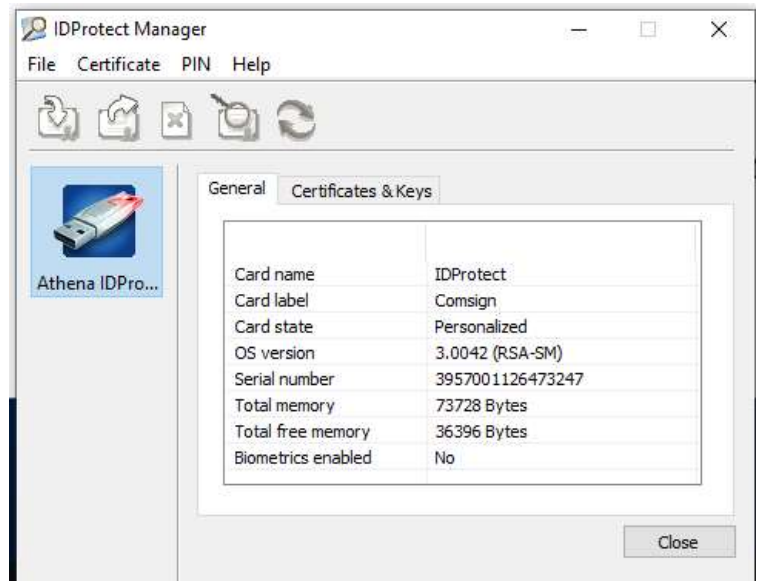 IDProtect Manager
File Certificate PIN Help
Athena IDPro...
General Certificates & Keys
Card name IDProtect
Card label Comsign
Card state Personalized
OS version 3.0042 (RSA-SM)
Serial number 3957001126473247
Total memory 73728 Bytes
Total free memory 36396 Bytes
Biometrics enabled No
Close